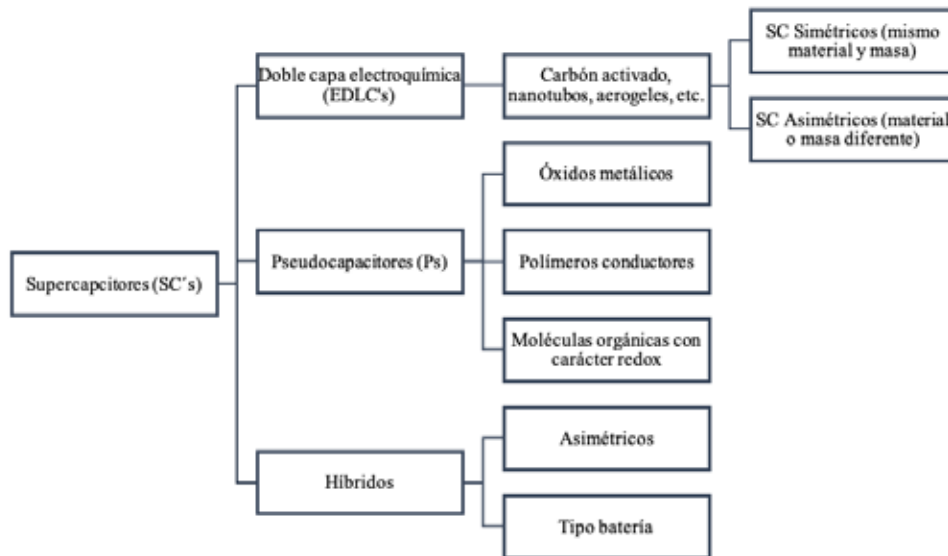 SC Simétricos (mismo
material y masa)
Doble capa electroquímica
(EDLC's)
Carbón activado,
nanotubos, aerogeles, etc.
SC Asimétricos (material
o masa diferente)
Óxidos metálicos
Supercapcitores (SC´s)
Pseudocapacitores (Ps)
Polímeros conductores
Moléculas orgánicas con
carácter redox
Híbridos
Asimétricos
Tipo batería